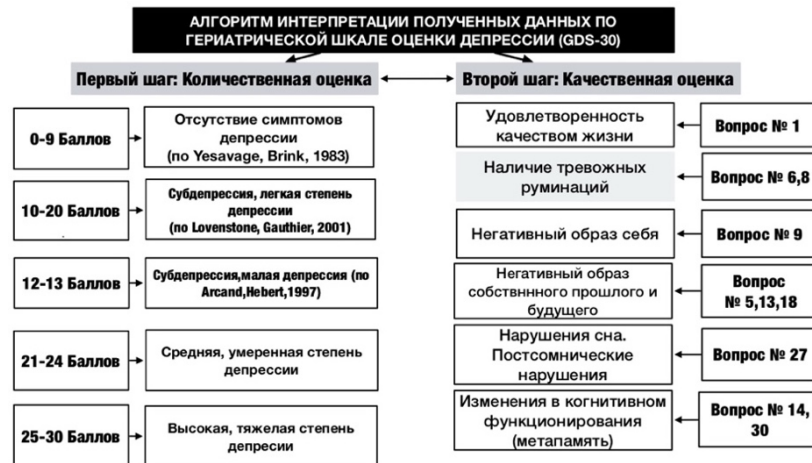 АЛГОРИТМ ИНТЕРПРЕТАЦИИ ПОЛУЧЕННЫХ ДАННЫХ ПО
ГЕРИАТРИЧЕСКОЙ ШКАЛЕ ОЦЕНКИ ДЕПРЕССИИ (GDS-30)
Первый шаг: Количественная оценка
0-9 Баллов
Отсутствие симптомов
депрессии
(по Yesavage, Brink, 1983)
10-20 Баллов
Субдепрессия, легкая степень
депрессии
(по Lovenstone, Gauthier, 2001)
12-13 Баллов
Субдепрессия,малая депрессия (по
Arcand,Hebert,1997)
21-24 Баллов
Средняя, умеренная степень
депрессии
25-30 Баллов
Высокая, тяжелая степень
депресии
Второй шаг: Качественная оценка
Удовлетворенность
качеством жизни
Вопрос № 1
Наличие тревожных
руминаций
Вопрос № 6,8
Негативный образ себя
Вопрос № 9
Негативный образ
собствнного прошлого и
будущего
Вопрос
№ 5,13,18
Нарушения сна.
Постсомнические
нарушения
Вопрос № 27
Изменения в когнитивном
функционирования
(метапамять)
Вопрос № 14,
30